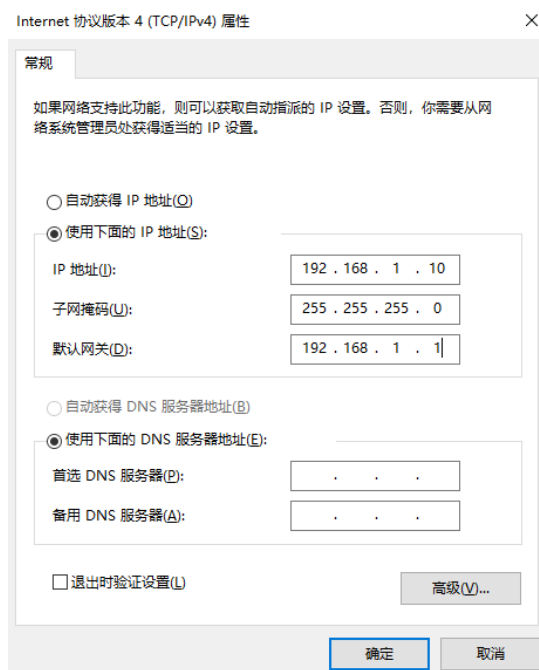 Internet 协议版本 4 (TCP/IPv4) 属性
常规
如果网络支持此功能，则可以获取自动指派的 IP 设置。否则，你需要从网
络系统管理员处获得适当的 IP 设置。
自动获得 IP 地址(O)
使用下面的 IP 地址(S):
IP 地址(I):
192 . 168 . 1 . 10
子网掩码(U):
255 . 255 . 255 . 0
默认网关(D):
192 . 168 . 1 . 1
自动获得 DNS 服务器地址(B)
使用下面的 DNS 服务器地址(E):
首选 DNS 服务器(P):
. . .
备用 DNS 服务器(A):
. . .
退出时验证设置(L)
高级(V)...
确定
取消